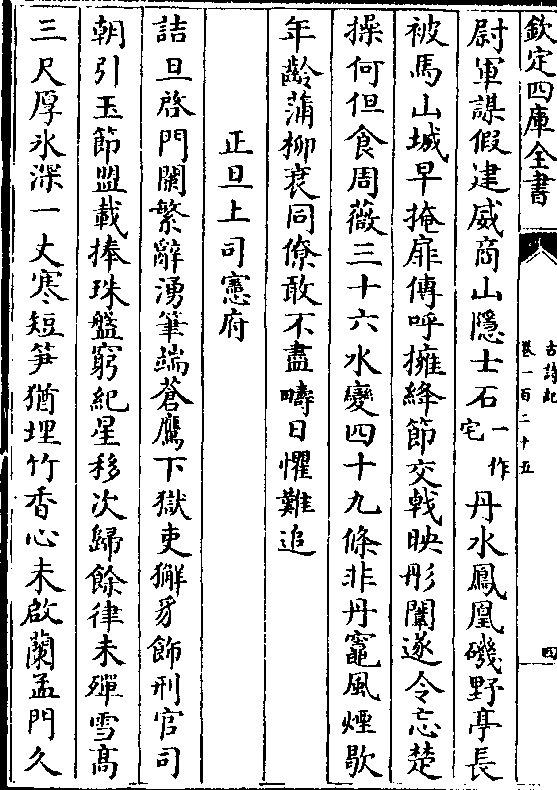 欽定四庫全書
古詩紀
卷一百二十五
四
尉軍謀假建威商山隱士石一作宅丹水鳳凰磯野亭長
被馬山城早掩扉傳呼擁絳節交戟映彤闈遂令忘楚
操何但食周薇三十六水變四十九條非丹竈風煙歇
年齡蒲柳衰同僚敢不盡疇日懼難追
正旦上司憲府
詰旦啓門闌繁辭湧筆端蒼鷹下獄吏獬豸飾刑官司
朝引玉節盟載捧珠盤窮紀星移次歸餘律未殫雪高
三尺厚氷深一丈寒短笋猶埋竹香心未啟蘭孟門久